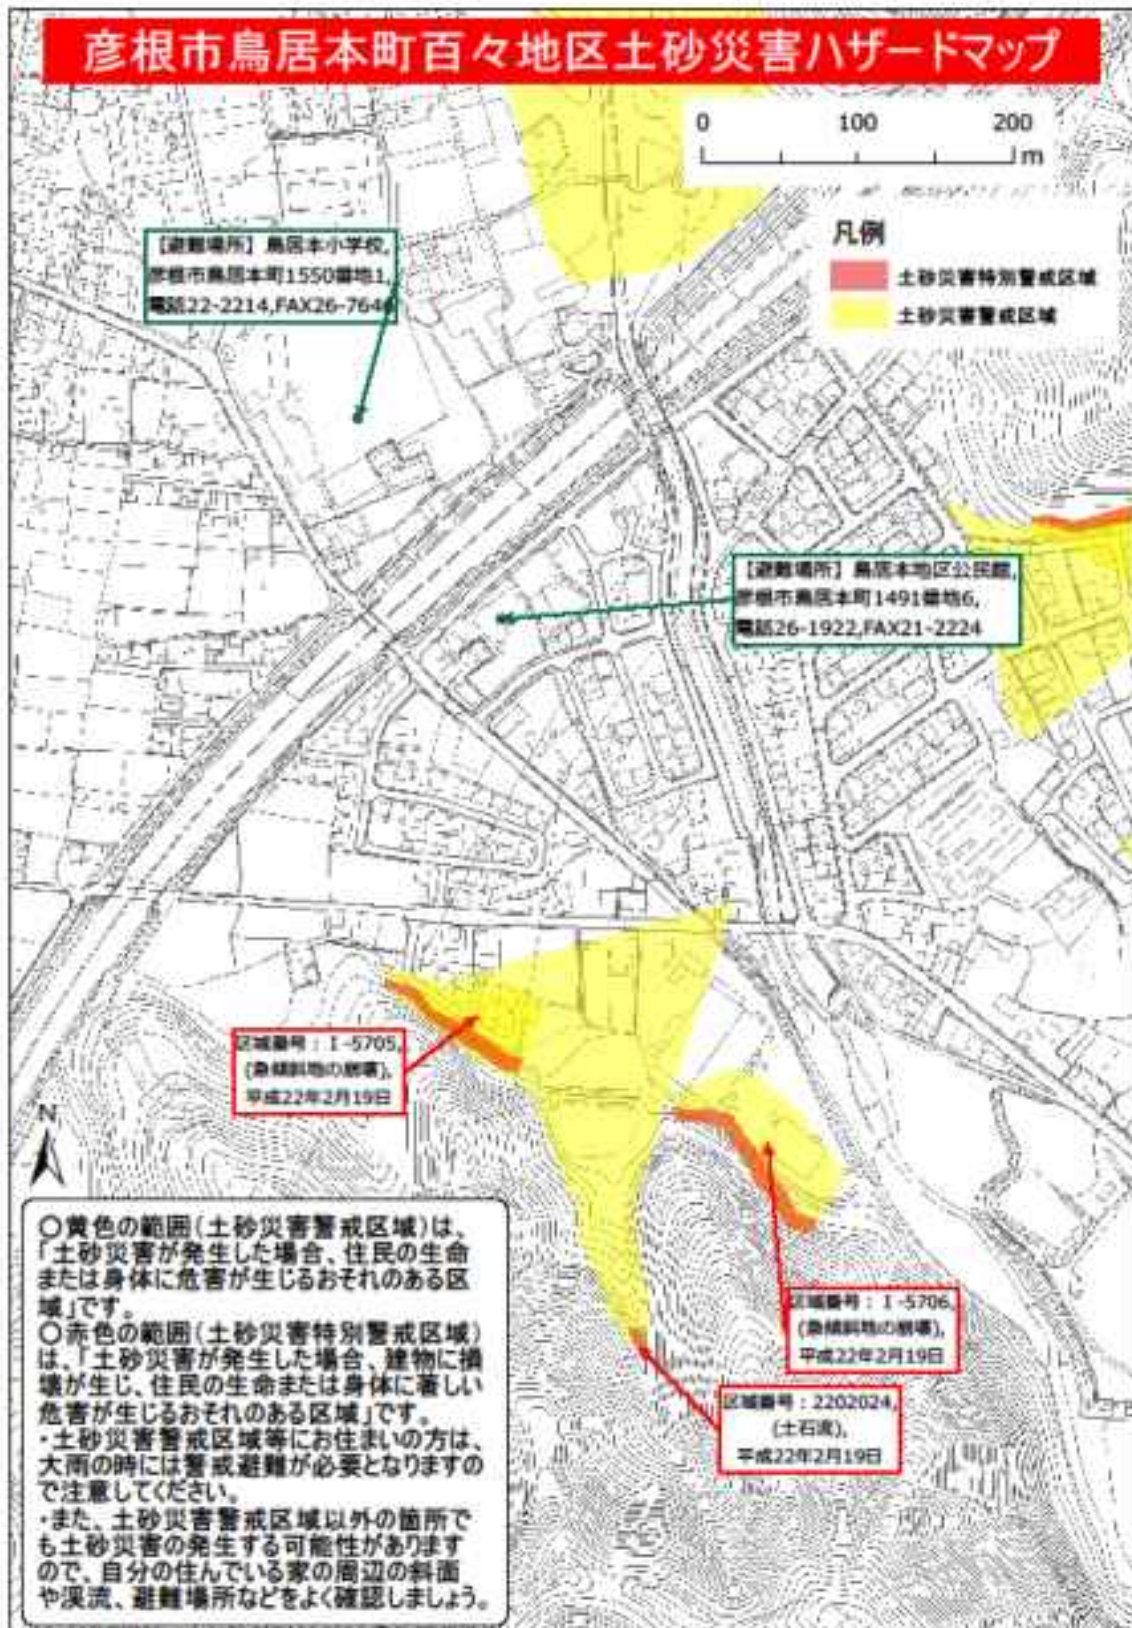 彦根市鳥居本町百々地区土砂災害ハザードマップ
0 100 200
m
凡例
土砂災害特別警戒区域
土砂災害警戒区域
【避難場所】鳥居本小学校,
彦根市鳥居本町1550番地1,
電話22-2214,FAX26-764
【避難場所】鳥居本地区公民館,
彦根市鳥居本町1491番地6,
電話26-1922,FAX21-2224
区域番号:Ⅰ-5705,
(急傾斜地の崩壊),
平成22年2月19日
N
区域番号:Ⅰ-5706,
(急傾斜地の崩壊),
平成22年2月19日
区域番号:2202024,
(土石流),
平成22年2月19日
○黄色の範囲(土砂災害警戒区域)は、
「土砂災害が発生した場合、住民の生命
または身体に危害が生じるおそれのある区
域」です。
○赤色の範囲(土砂災害特別警戒区域)
は、「土砂災害が発生した場合、建物に損
壊が生じ、住民の生命または身体に著しい
危害が生じるおそれのある区域」です。
・土砂災害警戒区域等にお住まいの方は、
大雨の時には警戒避難が必要となりますの
で注意してください。
・また、土砂災害警戒区域以外の箇所で
も土砂災害の発生する可能性があります
ので、自分の住んでいる家の周辺の斜面
や渓流、避難場所などをよく確認しましょう。